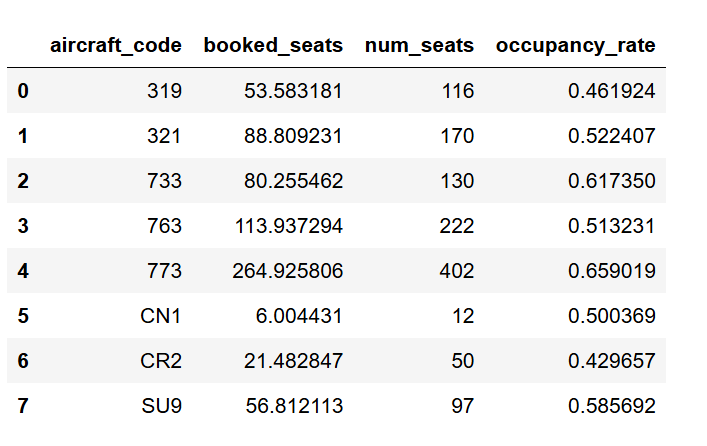 aircraft_code booked_seats num_seats occupancy_rate
0 319 53.583181 116 0.461924
1 321 88.809231 170 0.522407
2 733 80.255462 130 0.617350
3 763 113.937294 222 0.513231
4 773 264.925806 402 0.659019
5 CN1 6.004431 12 0.500369
6 CR2 21.482847 50 0.429657
7 SU9 56.812113 97 0.585692